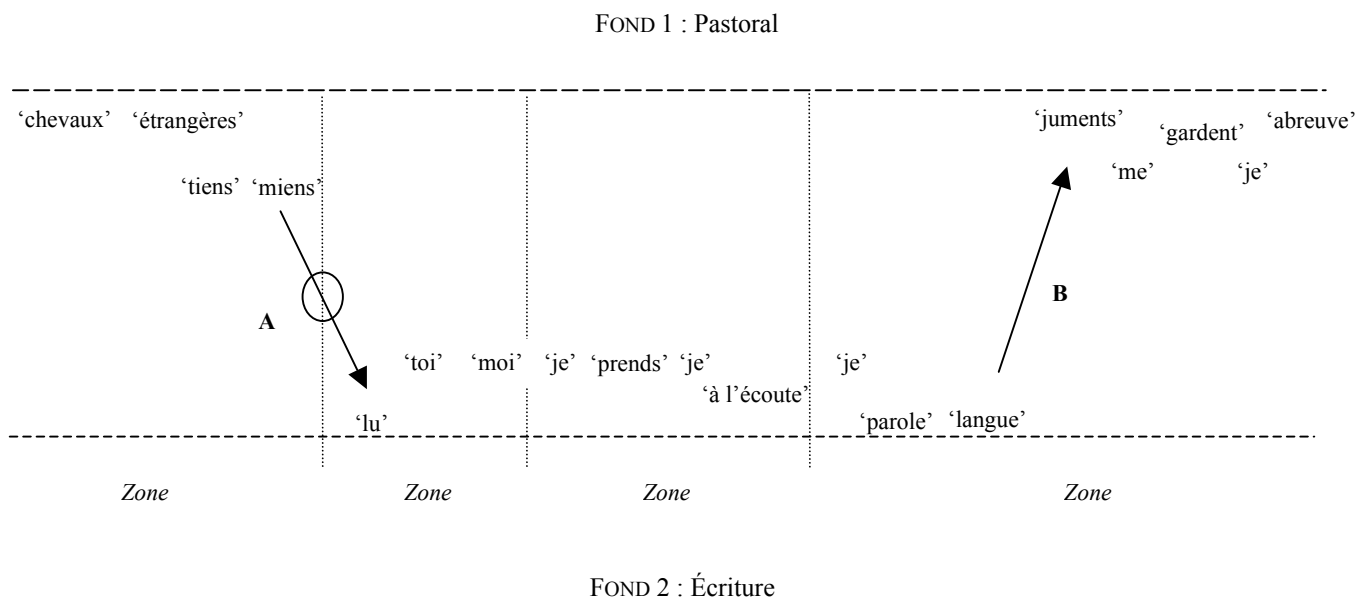 FOND 1 : Pastoral
‘chevaux’ ‘étrangères’ ‘juments’ ‘gardent’ ‘abreuve’
‘tiens’ ‘miens’ ‘me’ ‘je’
A B
‘toi’ ‘moi’ ‘je’ ‘prends’ ‘je’ ‘je’
‘à l’écoute’
‘lu’ ‘parole’ ‘langue’
Zone Zone Zone Zone
FOND 2 : Écriture